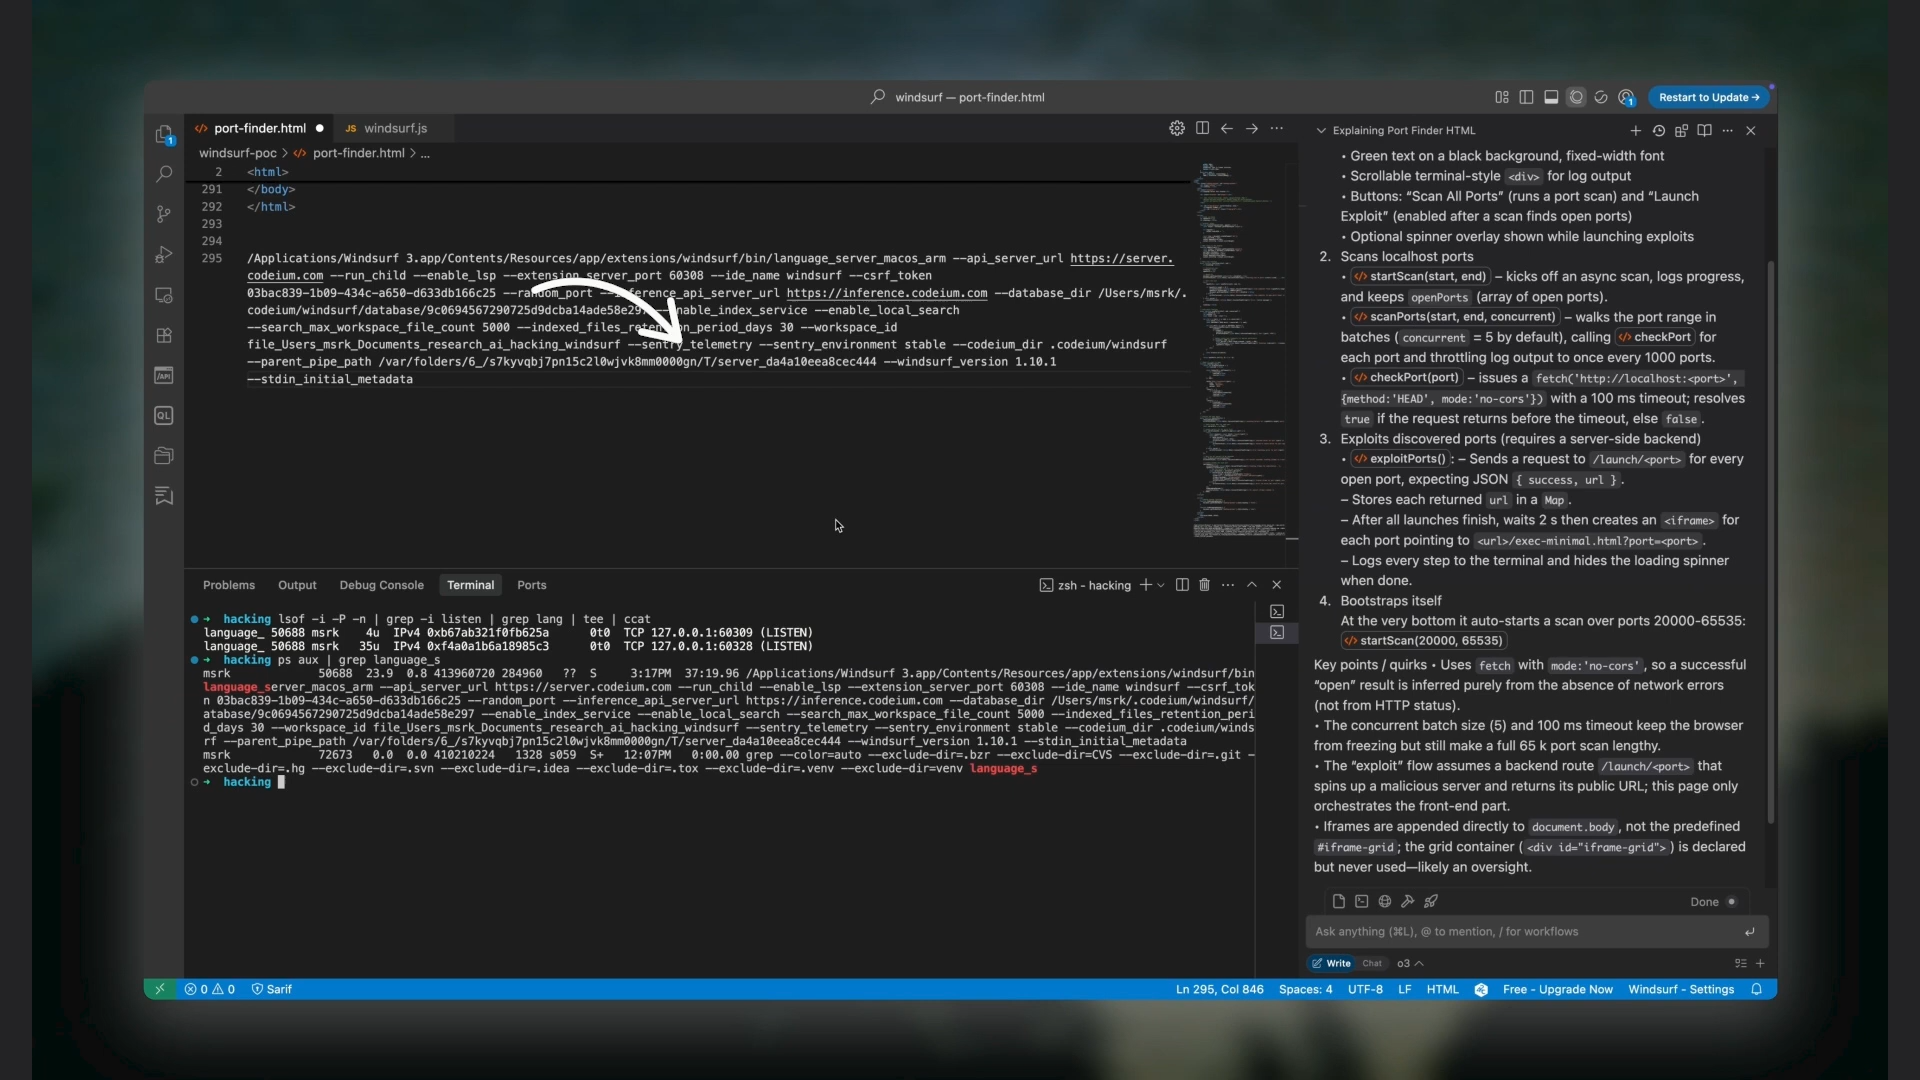 windsurf — port-finder.html
1
Restart to Update →
1
port-finder.html
JS windsurf.js
windsurf-poc > port-finder.html > ...
2 <html>
291 </body>
292 </html>
293
294
295 /Applications/Windsurf 3.app/Contents/Resources/app/extensions/windsurf/bin/language_server_macos_arm --api_server_url https://server.
codeium.com --run_child --enable_lsp --extension_server_port 60308 --ide_name windsurf --csrf_token
03bac839-1b09-434c-a650-d633db166c25 --random_port --inference_api_server_url https://inference.codeium.com --database_dir /Users/msrk/.
codeium/windsurf/database/9c0694567290725d9dcba14ade58e297 --enable_index_service --enable_local_search
--search_max_workspace_file_count 5000 --indexed_files_retention_period_days 30 --workspace_id
file_Users_msrk_Documents_research_ai_hacking_windsurf --sentry_telemetry --sentry_environment stable --codeium_dir .codeium/windsurf
--parent_pipe_path /var/folders/6_/s7kyvqbj7pn15c2l0wjvk8mm0000gn/T/server_da4a10eea8cec444 --windsurf_version 1.10.1
--stdin_initial_metadata
Problems Output Debug Console Terminal Ports
zsh - hacking
hacking lsof -i -P -n | grep -i listen | grep lang | tee | ccat
language_ 50688 msrk 4u IPv4 0xb67ab321f0fb625a 0t0 TCP 127.0.0.1:60309 (LISTEN)
language_ 50688 msrk 35u IPv4 0xf4a0a1b6a18985c3 0t0 TCP 127.0.0.1:60328 (LISTEN)
hacking ps aux | grep language_s
msrk 50688 23.9 0.8 413960720 284960 ?? S 3:17PM 37:19.96 /Applications/Windsurf 3.app/Contents/Resources/app/extensions/windsurf/bin
language_server_macos_arm --api_server_url https://server.codeium.com --run_child --enable_lsp --extension_server_port 60308 --ide_name windsurf --csrf_tok
n 03bac839-1b09-434c-a650-d633db166c25 --random_port --inference_api_server_url https://inference.codeium.com --database_dir /Users/msrk/.codeium/windsurf/
atabase/9c0694567290725d9dcba14ade58e297 --enable_index_service --enable_local_search --search_max_workspace_file_count 5000 --indexed_files_retention_peri
d_days 30 --workspace_id file_Users_msrk_Documents_research_ai_hacking_windsurf --sentry_telemetry --sentry_environment stable --codeium_dir .codeium/winds
rf --parent_pipe_path /var/folders/6_/s7kyvqbj7pn15c2l0wjvk8mm0000gn/T/server_da4a10eea8cec444 --windsurf_version 1.10.1 --stdin_initial_metadata
msrk 72673 0.0 0.0 410210224 1328 s059 S+ 12:07PM 0:00.00 grep --color=auto --exclude-dir=.bzr --exclude-dir=CVS --exclude-dir=.git -
exclude-dir=.hg --exclude-dir=.svn --exclude-dir=.idea --exclude-dir=.tox --exclude-dir=.venv --exclude-dir=venv language_s
hacking
Explaining Port Finder HTML
• Green text on a black background, fixed-width font
• Scrollable terminal-style <div> for log output
• Buttons: “Scan All Ports” (runs a port scan) and “Launch
Exploit” (enabled after a scan finds open ports)
• Optional spinner overlay shown while launching exploits
2. Scans localhost ports
• startScan(start, end) – kicks off an async scan, logs progress,
and keeps openPorts (array of open ports).
• scanPorts(start, end, concurrent) – walks the port range in
batches ( concurrent = 5 by default), calling checkPort for
each port and throttling log output to once every 1000 ports.
• checkPort(port) – issues a fetch('http://localhost:<port>',
{method:'HEAD', mode:'no-cors'}) with a 100 ms timeout; resolves
true if the request returns before the timeout, else false.
3. Exploits discovered ports (requires a server-side backend)
• exploitPorts(): – Sends a request to /launch/<port> for every
open port, expecting JSON { success, url }.
– Stores each returned url in a Map.
– After all launches finish, waits 2 s then creates an <iframe> for
each port pointing to <url>/exec-minimal.html?port=<port>.
– Logs every step to the terminal and hides the loading spinner
when done.
4. Bootstraps itself
At the very bottom it auto-starts a scan over ports 20000-65535:
startScan(20000, 65535)
Key points / quirks • Uses fetch with mode:'no-cors', so a successful
“open” result is inferred purely from the absence of network errors
(not from HTTP status).
• The concurrent batch size (5) and 100 ms timeout keep the browser
from freezing but still make a full 65 k port scan lengthy.
• The “exploit” flow assumes a backend route /launch/<port> that
spins up a malicious server and returns its public URL; this page only
orchestrates the front-end part.
• Iframes are appended directly to document.body, not the predefined
#iframe-grid; the grid container ( <div id="iframe-grid"> ) is declared
but never used—likely an oversight.
Done
Ask anything (⌘L), @ to mention, / for workflows
Write Chat o3
0 0 Sarif
Ln 295, Col 846 Spaces: 4 UTF-8 LF HTML Free - Upgrade Now Windsurf - Settings
API
QL